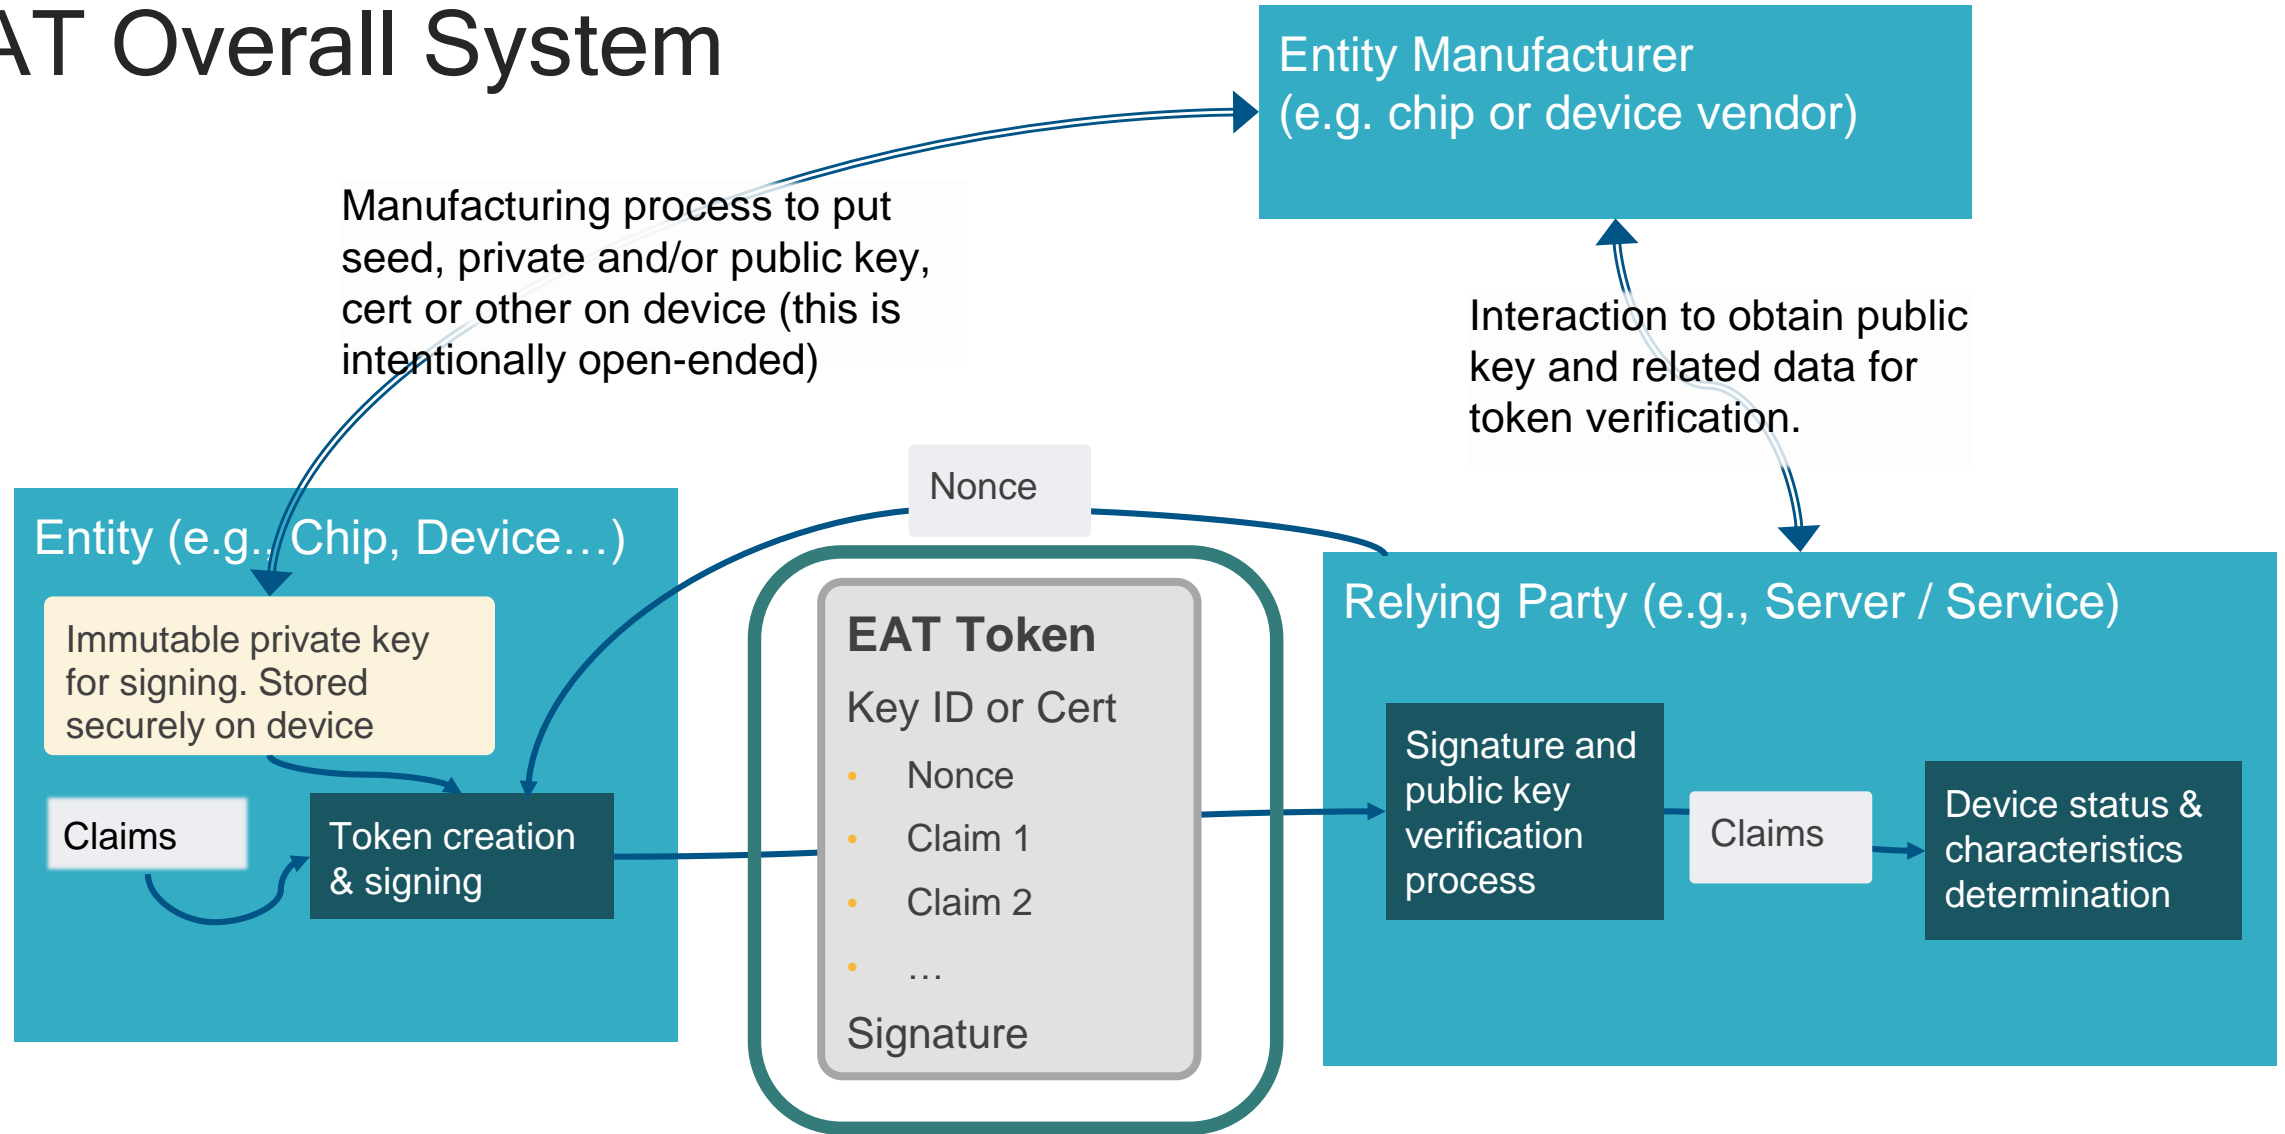 AT Overall System
Entity Manufacturer
(e.g. chip or device vendor)
Manufacturing process to put
seed, private and/or public key,
cert or other on device (this is
intentionally open-ended)
Interaction to obtain public
key and related data for
token verification.
Nonce
Entity (e.g., Chip, Device…)
Immutable private key
for signing. Stored
securely on device
Claims
Token creation
& signing
EAT Token
Key ID or Cert
• Nonce
• Claim 1
• Claim 2
• …
Signature
Relying Party (e.g., Server / Service)
Signature and
public key
verification
process
Claims
Device status &
characteristics
determination